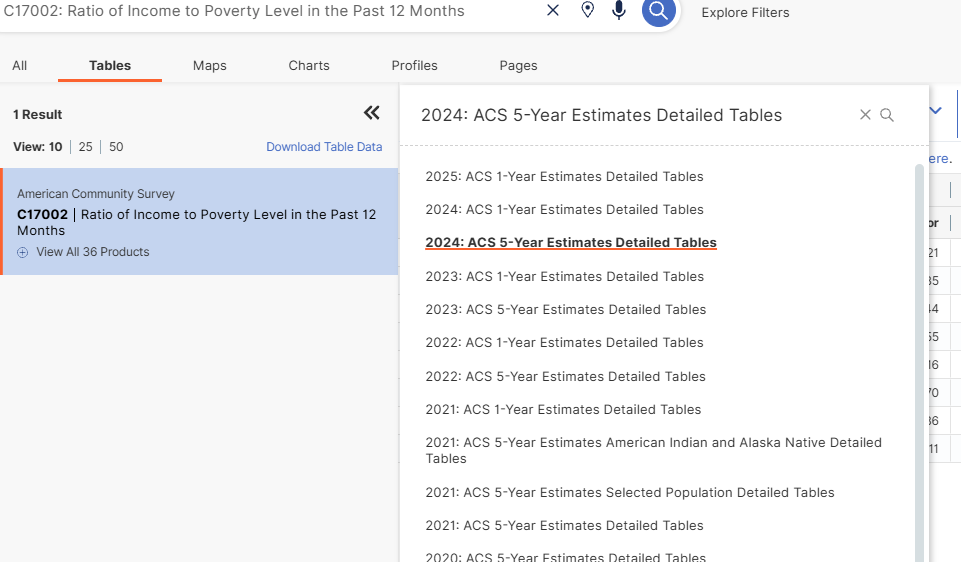 C17002: Ratio of Income to Poverty Level in the Past 12 Months
Explore Filters
All
Tables
Maps
Charts
Profiles
Pages
1 Result
View: 10 | 25 | 50
Download Table Data
American Community Survey
C17002 | Ratio of Income to Poverty Level in the Past 12
Months
View All 36 Products
2024: ACS 5-Year Estimates Detailed Tables
2025: ACS 1-Year Estimates Detailed Tables
2024: ACS 1-Year Estimates Detailed Tables
2024: ACS 5-Year Estimates Detailed Tables
2023: ACS 1-Year Estimates Detailed Tables
2023: ACS 5-Year Estimates Detailed Tables
2022: ACS 1-Year Estimates Detailed Tables
2022: ACS 5-Year Estimates Detailed Tables
2021: ACS 1-Year Estimates Detailed Tables
2021: ACS 5-Year Estimates American Indian and Alaska Native Detailed
Tables
2021: ACS 5-Year Estimates Selected Population Detailed Tables
2021: ACS 5-Year Estimates Detailed Tables
2020: ACS 5-Year Estimates Detailed Tables